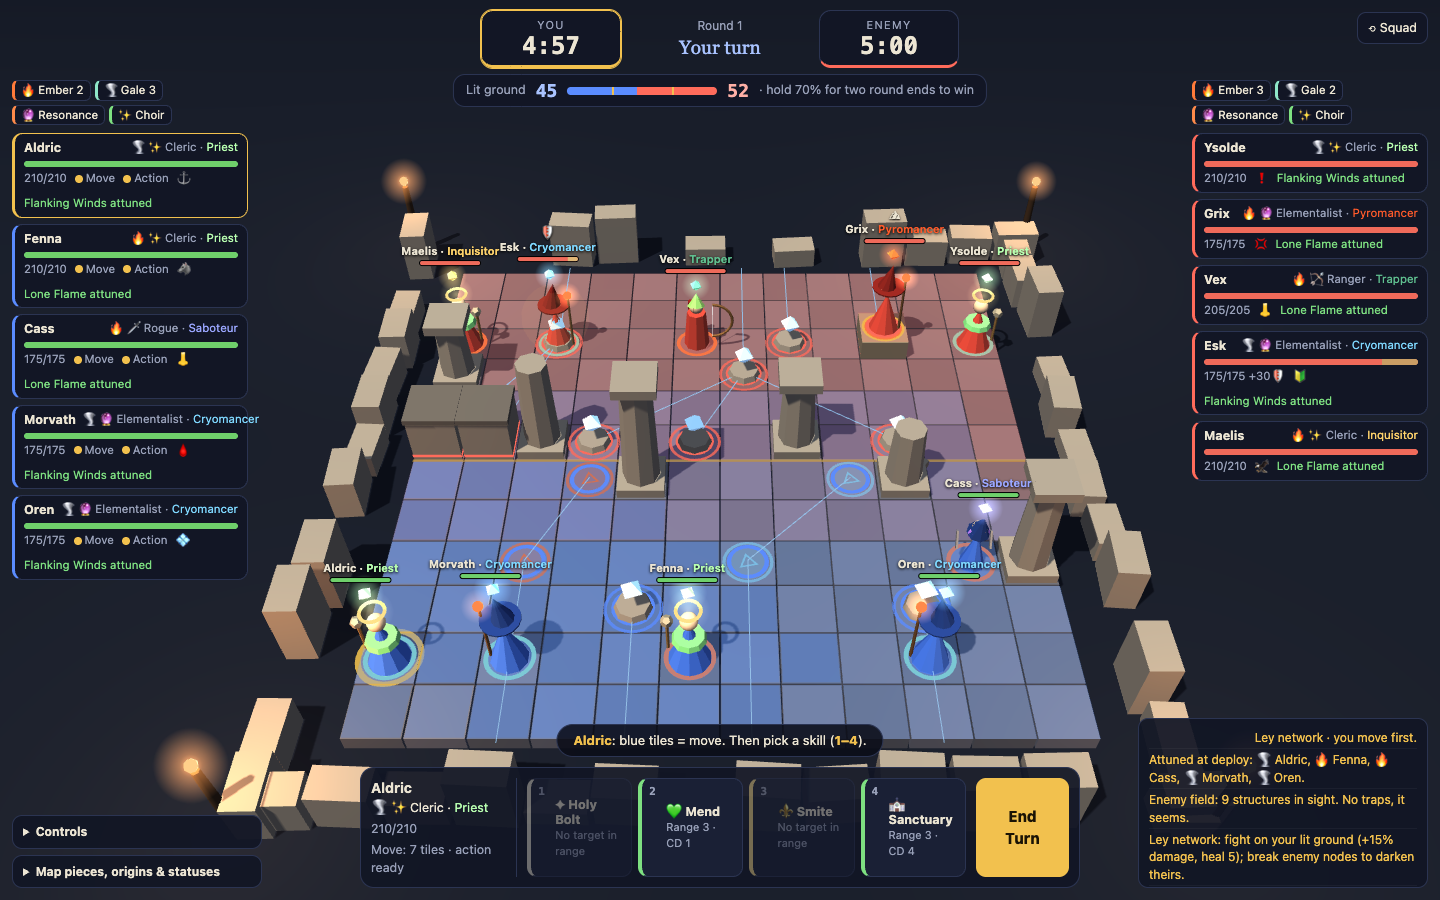 YOU
4:57
Round 1
Your turn
ENEMY
5:00
Squad
Lit ground 45 52 · hold 70% for two round ends to win
Ember 2 Gale 3
Resonance Choir
Aldric Cleric · Priest
210/210 Move Action
Flanking Winds attuned
Fenna Cleric · Priest
210/210 Move Action
Lone Flame attuned
Cass Rogue · Saboteur
175/175 Move Action
Lone Flame attuned
Morvath Elementalist · Cryomancer
175/175 Move Action
Flanking Winds attuned
Oren Elementalist · Cryomancer
175/175 Move Action
Flanking Winds attuned
Ember 3 Gale 2
Resonance Choir
Ysolde Cleric · Priest
210/210 Flanking Winds attuned
Grix Elementalist · Pyromancer
175/175 Lone Flame attuned
Vex Ranger · Trapper
205/205 Lone Flame attuned
Esk Elementalist · Cryomancer
175/175 +30
Flanking Winds attuned
Maelis Cleric · Inquisitor
210/210 Lone Flame attuned
Maelis · Inquisitor
Esk · Cryomancer
Vex · Trapper
Grix · Pyromancer
Ysolde · Priest
Cass · Saboteur
Aldric · Priest
Morvath · Cryomancer
Fenna · Priest
Oren · Cryomancer
Aldric: blue tiles = move. Then pick a skill (1–4).
Aldric
Cleric · Priest
210/210
Move: 7 tiles · action
ready
1
Holy
Bolt
No target in
range
2
Mend
Range 3 ·
CD 1
3
Smite
No target in
range
4
Sanctuary
Range 3 ·
CD 4
End
Turn
Controls
Map pieces, origins & statuses
Ley network · you move first.
Attuned at deploy: Aldric, Fenna,
Cass, Morvath, Oren.
Enemy field: 9 structures in sight. No traps, it
seems.
Ley network: fight on your lit ground (+15%
damage, heal 5); break enemy nodes to darken
theirs.